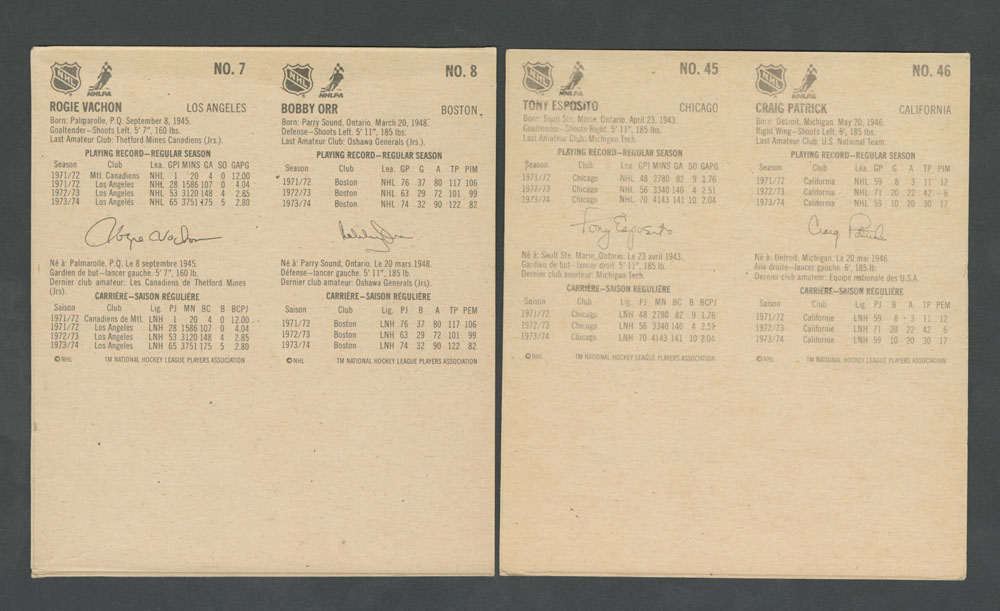 NHL NHLPA NO. 7
ROGIE VACHON LOS ANGELES
Born: Palmarolle, P.Q. September 8, 1945.
Goaltender—Shoots Left. 5' 7", 160 lbs.
Last Amateur Club: Thetford Mines Canadiens (Jrs.)
PLAYING RECORD—REGULAR SEASON
Season Club Lea. GPI MINS GA SO GAPG
1971/72 Mtl. Canadiens NHL 1 20 4 0 12.00
1972/73 Los Angeles NHL 28 1586 107 0 4.04
1973/74 Los Angeles NHL 53 3120 148 4 2.85
Los Angeles NHL 65 3751 175 5 2.80
Rogie Vachon
Né à: Palmarolle, P.Q. Le 8 septembre 1945.
Gardien de but—lancer gauche. 5' 7", 160 lb.
Dernier club amateur: Les Canadiens de Thetford Mines
(Jrs).
CARRIÈRE—SAISON RÉGULIÈRE
Saison Club Lig. PJ MN BC B BCPJ
1971/72 Canadiens de Mtl. LNH 1 20 4 0 12.00
1971/72 Los Angeles LNH 28 1586 107 0 4.04
1972/73 Los Angeles LNH 53 3120 148 4 2.85
1973/74 Los Angeles LNH 65 3751 175 5 2.80
©NHL TM NATIONAL HOCKEY LEAGUE PLAYERS ASSOCIATION
NHL NHLPA NO. 8
BOBBY ORR BOSTON
Born: Parry Sound, Ontario. March 20, 1948.
Defense—Shoots Left. 5' 11", 185 lbs.
Last Amateur Club: Oshawa Generals (Jrs.)
PLAYING RECORD—REGULAR SEASON
Season Club Lea. GP G A TP PEM
1971/72 Boston NHL 76 37 80 117 106
1972/73 Boston NHL 63 29 72 101 99
1973/74 Boston NHL 74 32 90 122 82
Bobby Orr
Né à: Parry Sound, Ontario. Le 20 mars 1948.
Défense—lancer gauche. 5' 11", 185 lb.
Dernier club amateur: Oshawa Generals (Jrs).
CARRIÈRE—SAISON RÉGULIÈRE
Saison Club Lig. PJ B A TP PEM
1971/72 Boston LNH 76 37 80 117 106
1972/73 Boston LNH 63 29 72 101 99
1973/74 Boston LNH 74 32 90 122 82
©NHL TM NATIONAL HOCKEY LEAGUE PLAYERS ASSOCIATION
NHL NHLPA NO. 45
TONY ESPOSITO CHICAGO
Born: Sault Ste. Marie, Ontario. April 23, 1943.
Goaltender—Shoots Right. 5' 11", 185 lbs.
Last Amateur Club: Michigan Tech.
PLAYING RECORD—REGULAR SEASON
Season Club Lea. GPI MINS GA SO GAPG
1971/72 Chicago NHL 48 2780 82 9 1.76
1972/73 Chicago NHL 56 3340 140 4 2.51
1973/74 Chicago NHL 70 4143 141 10 2.04
Tony Esposito
Né à: Sault Ste. Marie, Ontario. Le 23 avril 1943.
Gardien de but—lancer droit. 5' 11", 185 lb.
Dernier club amateur: Michigan Tech.
CARRIÈRE—SAISON RÉGULIÈRE
Saison Club Lig. PJ MN BC B BCPJ
1971/72 Chicago LNH 48 2780 82 9 1.76
1972/73 Chicago LNH 56 3340 140 4 2.51
1973/74 Chicago LNH 70 4143 141 10 2.04
©NHL TM NATIONAL HOCKEY LEAGUE PLAYERS ASSOCIATION
NHL NHLPA NO. 46
CRAIG PATRICK CALIFORNIA
Born: Detroit, Michigan. May 20, 1946.
Right Wing—Shoots Left. 6', 185 lbs.
Last Amateur Club: U.S. National Team.
PLAYING RECORD—REGULAR SEASON
Season Club Lea. GP G A TP PEM
1971/72 California NHL 59 8 3 11 12
1972/73 California NHL 71 20 22 42 6
1973/74 California NHL 59 10 20 30 17
Craig Patrick
Né à: Detroit, Michigan. Le 20 mai 1946.
Aile droite—lancer gauche. 6', 185 lb.
Dernier club amateur: Équipe nationale des U.S.A.
CARRIÈRE—SAISON RÉGULIÈRE
Saison Club Lig. PJ B A TP PEM
1971/72 Californie LNH 59 8 3 11 12
1972/73 Californie LNH 71 20 22 42 6
1973/74 Californie LNH 59 10 20 30 17
©NHL TM NATIONAL HOCKEY LEAGUE PLAYERS ASSOCIATION